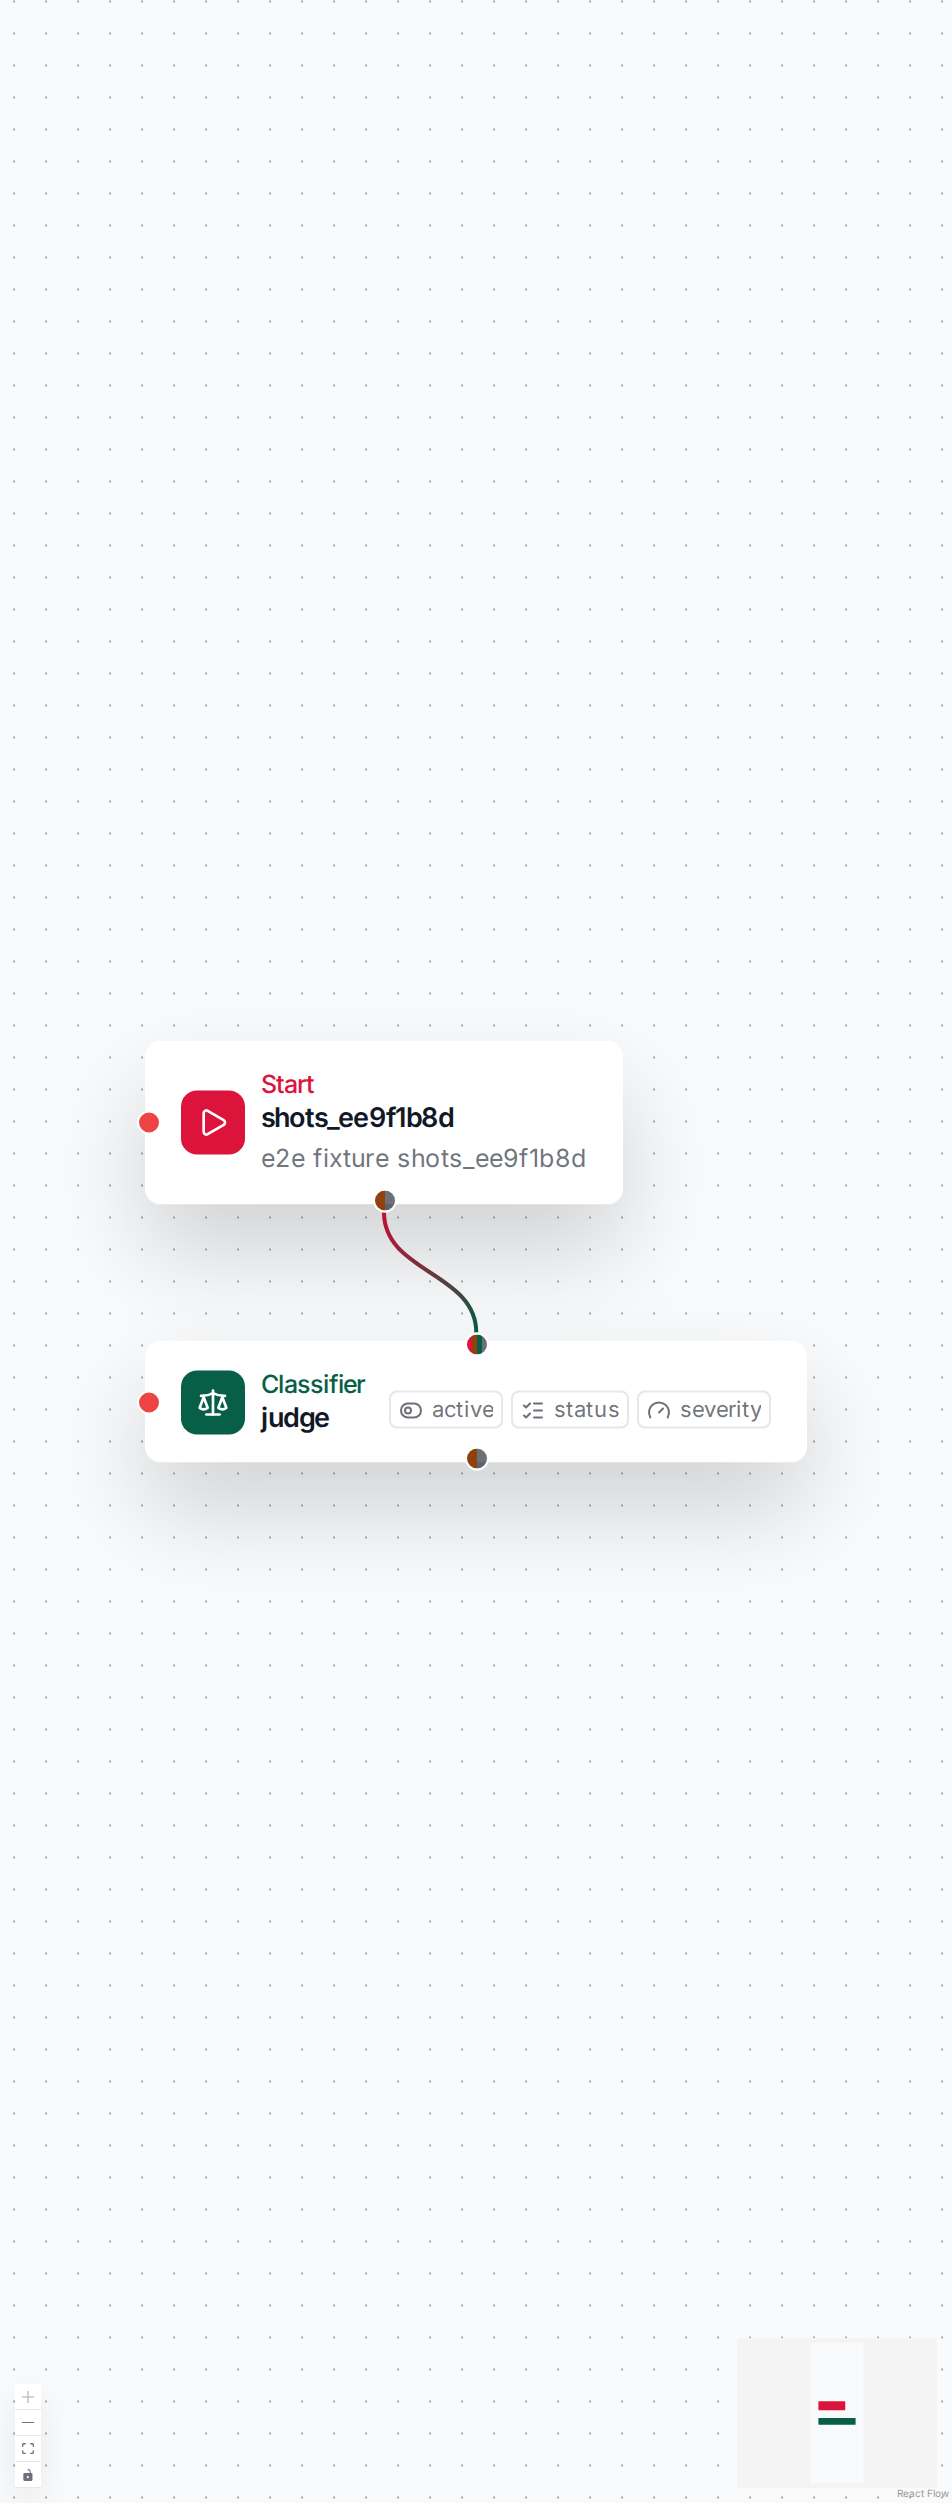 Start
shots_ee9f1b8d
e2e fixture shots_ee9f1b8d
Classifier
judge
active
status
severity
React Flow